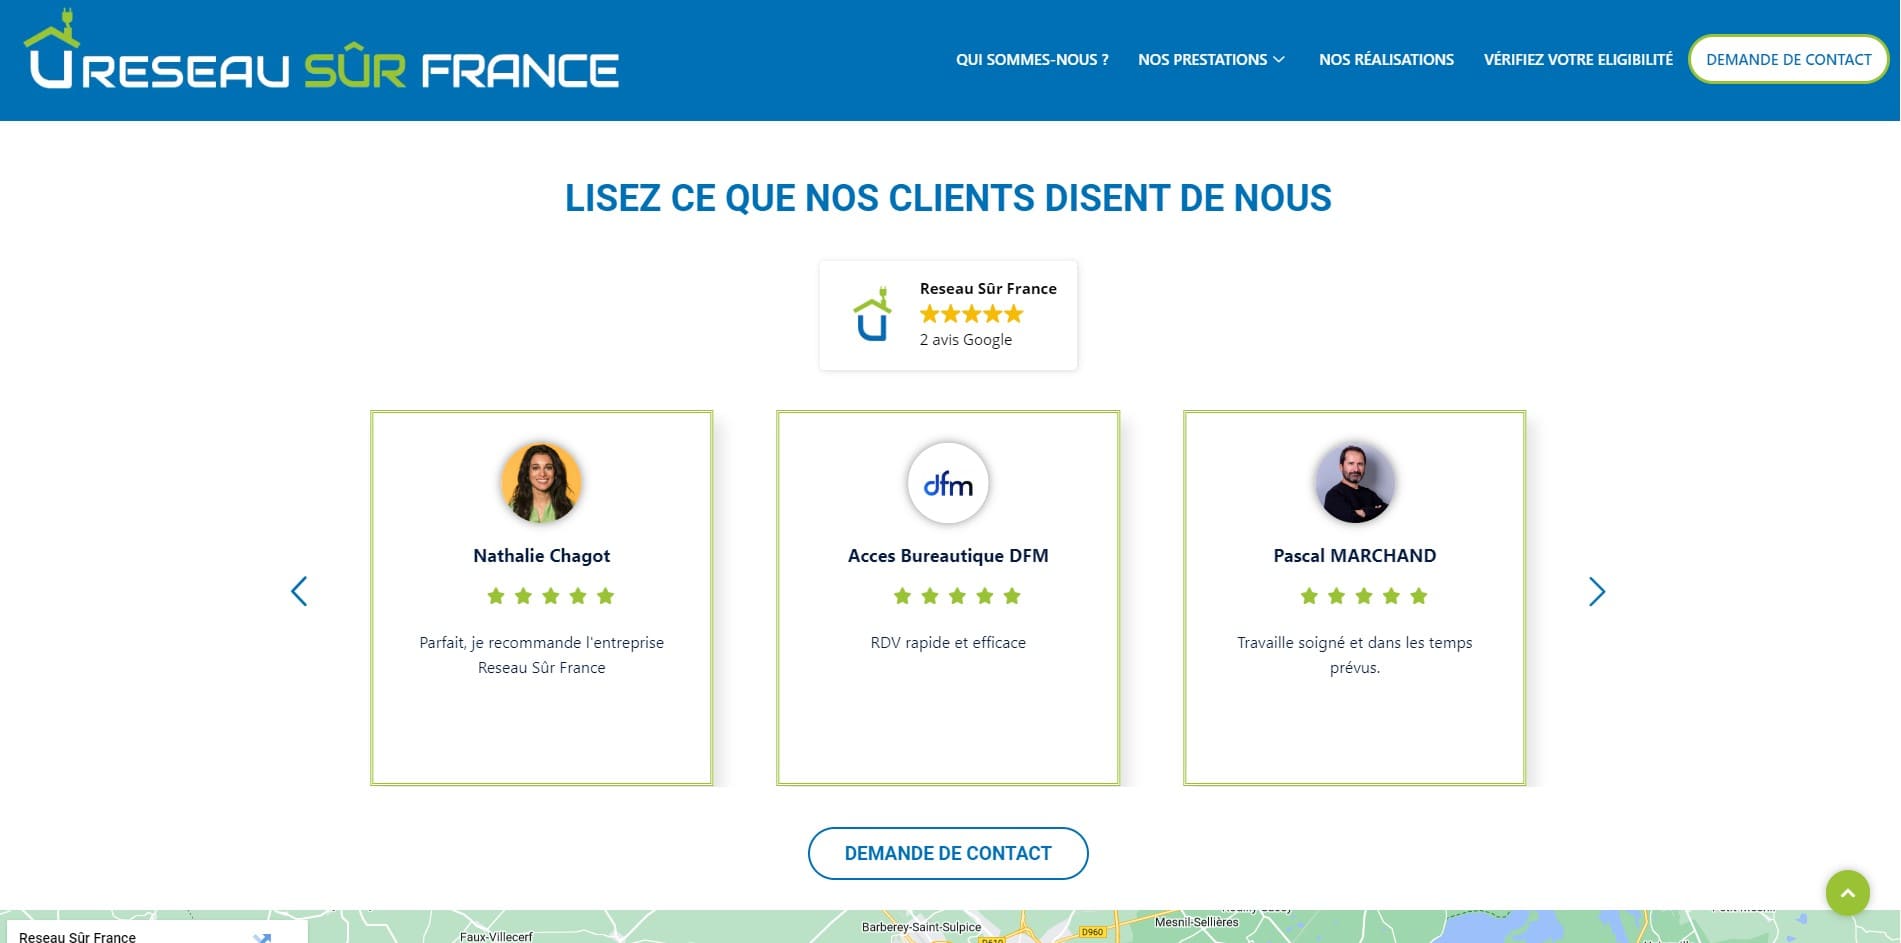 RESEAU SÛR FRANCE
QUI SOMMES-NOUS ?
NOS PRESTATIONS
NOS RÉALISATIONS
VÉRIFIEZ VOTRE ELIGIBILITÉ
DEMANDE DE CONTACT
LISEZ CE QUE NOS CLIENTS DISENT DE NOUS
Reseau Sûr France
2 avis Google
dfm
Nathalie Chagot
Parfait, je recommande l'entreprise
Reseau Sûr France
Acces Bureautique DFM
RDV rapide et efficace
Pascal MARCHAND
Travaille soigné et dans les temps
prévus.
DEMANDE DE CONTACT
Reseau Sûr France
Faux-Villecerf
Barberey-Saint-Sulpice
D610
D960
Mesnil-Sellières